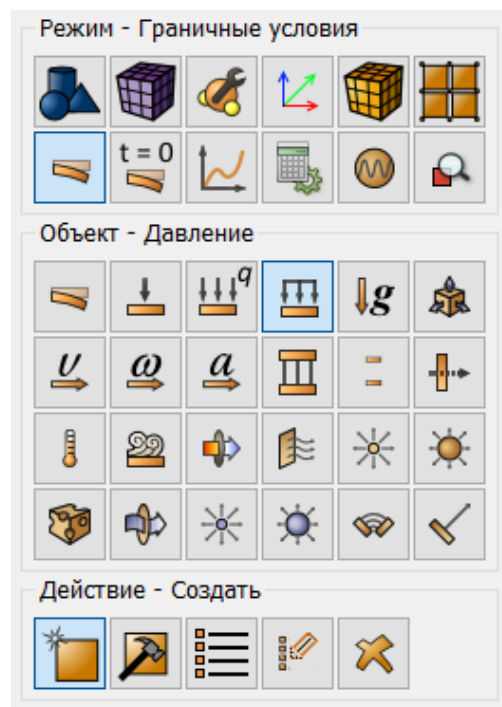 Режим - Граничные условия
t = 0
Объект - Давление
q
g
υ ω a
Действие - Создать